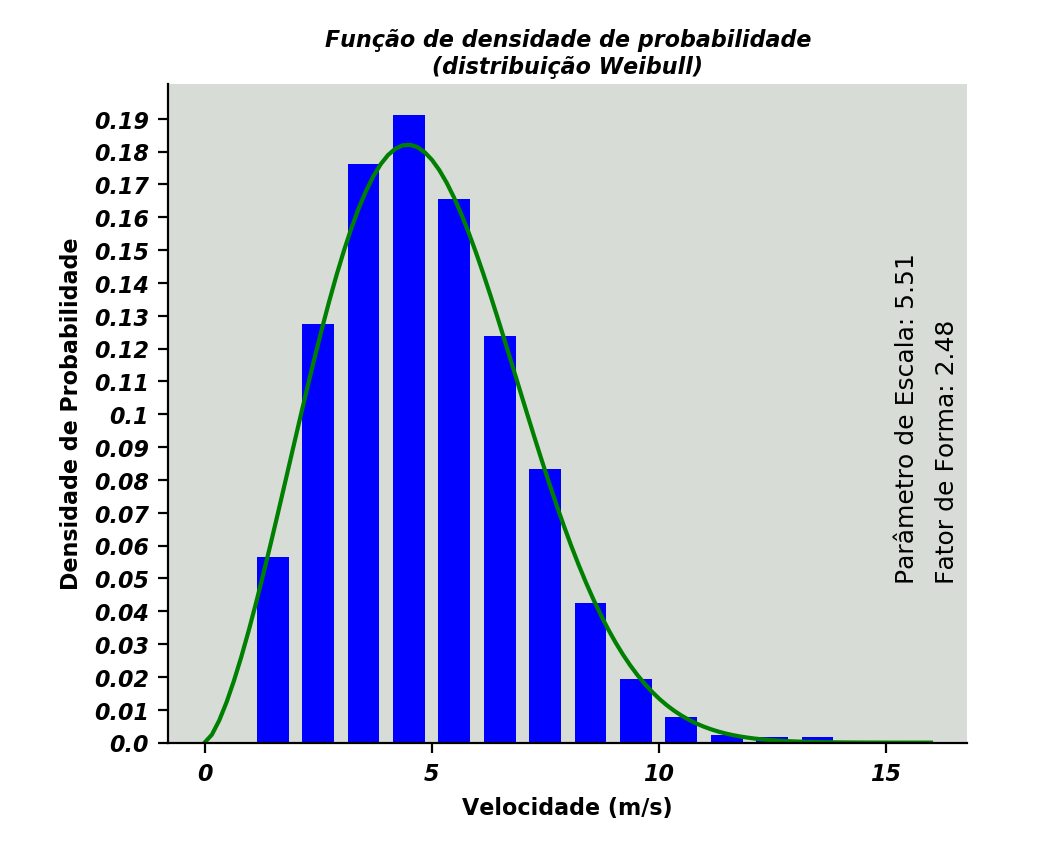 Função de densidade de probabilidade
(distribuição Weibull)
Densidade de Probabilidade
0.19
0.18
0.17
0.16
0.15
0.14
0.13
0.12
0.11
0.1
0.09
0.08
0.07
0.06
0.05
0.04
0.03
0.02
0.01
0.0
Parâmetro de Escala: 5.51
Fator de Forma: 2.48
0 5 10 15
Velocidade (m/s)